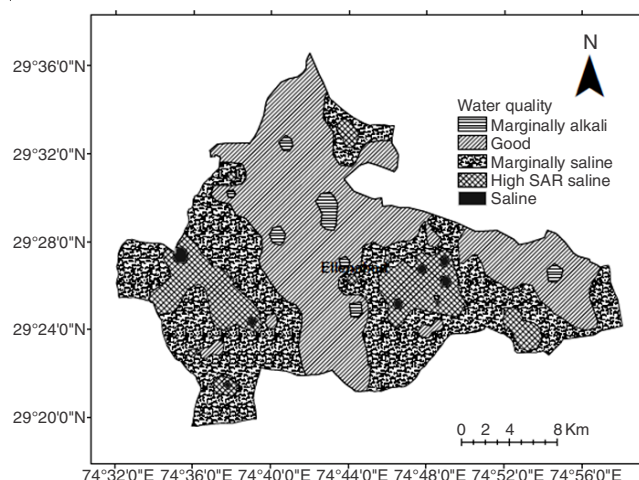 N
29°36'0"N
29°32'0"N
29°28'0"N
29°24'0"N
29°20'0"N
Water quality
Marginally alkali
Good
Marginally saline
High SAR saline
Saline
0 2 4 8 Km
74°32'0"E 74°36'0"E 74°40'0"E 74°44'0"E 74°48'0"E 74°52'0"E 74°56'0"E